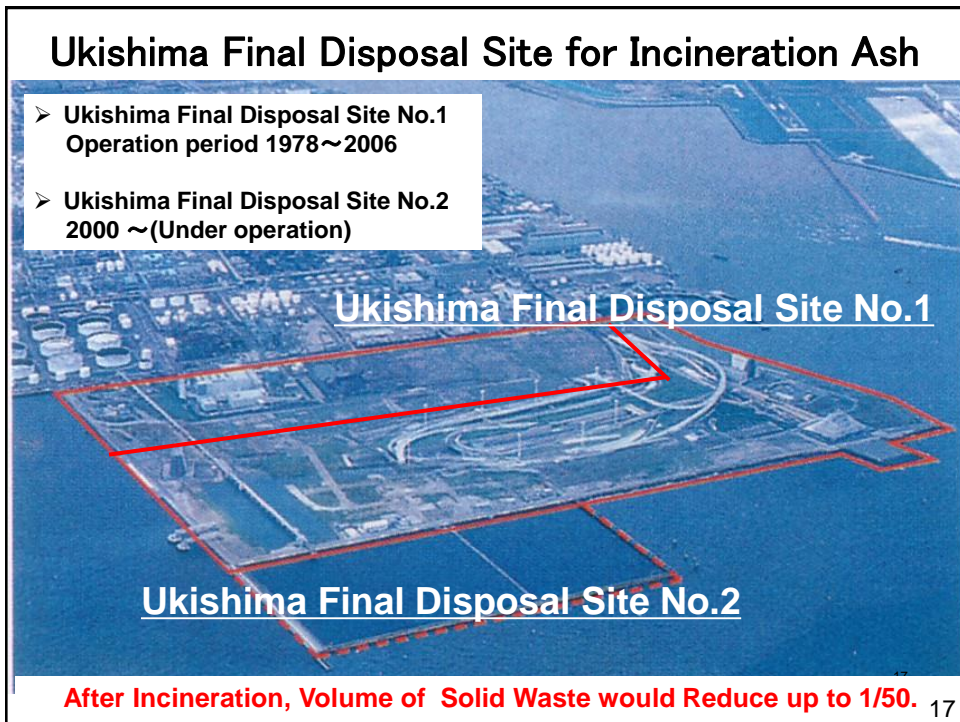 Ukishima Final Disposal Site for Incineration Ash
➢ Ukishima Final Disposal Site No.1
Operation period 1978～2006
➢ Ukishima Final Disposal Site No.2
2000 ～(Under operation)
Ukishima Final Disposal Site No.1
Ukishima Final Disposal Site No.2
17
After Incineration, Volume of Solid Waste would Reduce up to 1/50.
17